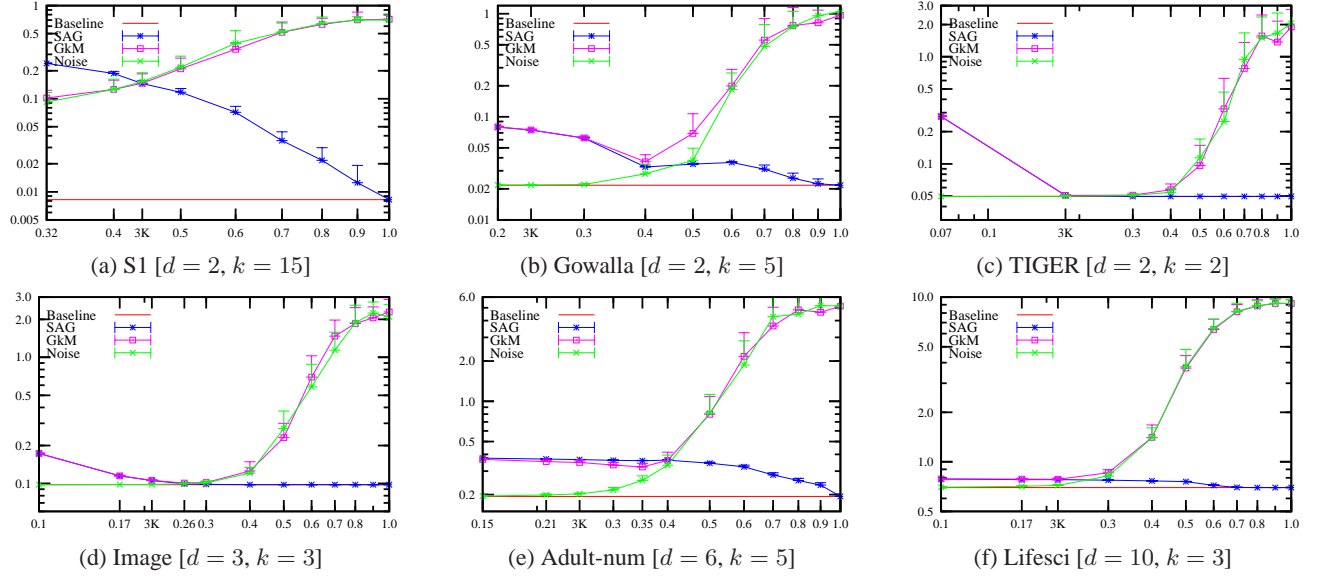 Baseline
SAG
GkM
Noise
1
0.5
0.2
0.1
0.05
0.02
0.01
0.005
0.32 0.4 3K 0.5 0.6 0.7 0.8 0.9 1.0
(a) S1 [d = 2, k = 15]
Baseline
SAG
GkM
Noise
1
0.5
0.2
0.1
0.05
0.02
0.01
0.2 3K 0.3 0.4 0.5 0.6 0.7 0.8 0.9 1.0
(b) Gowalla [d = 2, k = 5]
Baseline
SAG
GkM
Noise
3.0
2.0
1.0
0.5
0.2
0.1
0.05
0.03
0.07 0.1 3K 0.3 0.4 0.5 0.6 0.7 0.8 1.0
(c) TIGER [d = 2, k = 2]
Baseline
SAG
GkM
Noise
3.0
2.0
1.0
0.5
0.2
0.1
0.06
0.1 0.17 3K 0.26 0.3 0.4 0.5 0.6 0.7 0.8 1.0
(d) Image [d = 3, k = 3]
Baseline
SAG
GkM
Noise
6.0
4.0
2.0
1.0
0.5
0.2
0.15 0.21 3K 0.3 0.35 0.4 0.5 0.6 0.7 0.8 0.9 1.0
(e) Adult-num [d = 6, k = 5]
Baseline
SAG
GkM
Noise
10.0
5.0
2.0
1.0
0.5
0.1 0.17 3K 0.3 0.4 0.5 0.6 0.7 0.8 1.0
(f) Lifesci [d = 10, k = 3]